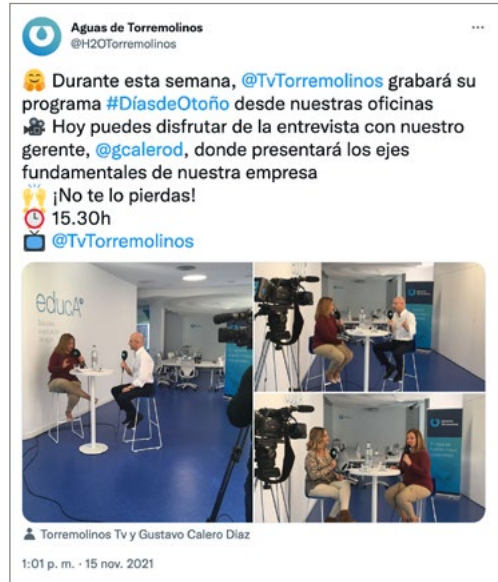 Aguas de Torremolinos
@H2OTorremolinos
🤗 Durante esta semana, @TvTorremolinos grabará su
programa #DíasdeOtoño desde nuestras oficinas
🎥 Hoy puedes disfrutar de la entrevista con nuestro
gerente, @gcalerod, donde presentará los ejes
fundamentales de nuestra empresa
🙌 ¡No te lo pierdas!
⏰ 15.30h
📺 @TvTorremolinos
educA
Torremolinos Tv y Gustavo Calero Díaz
1:01 p. m. · 15 nov. 2021